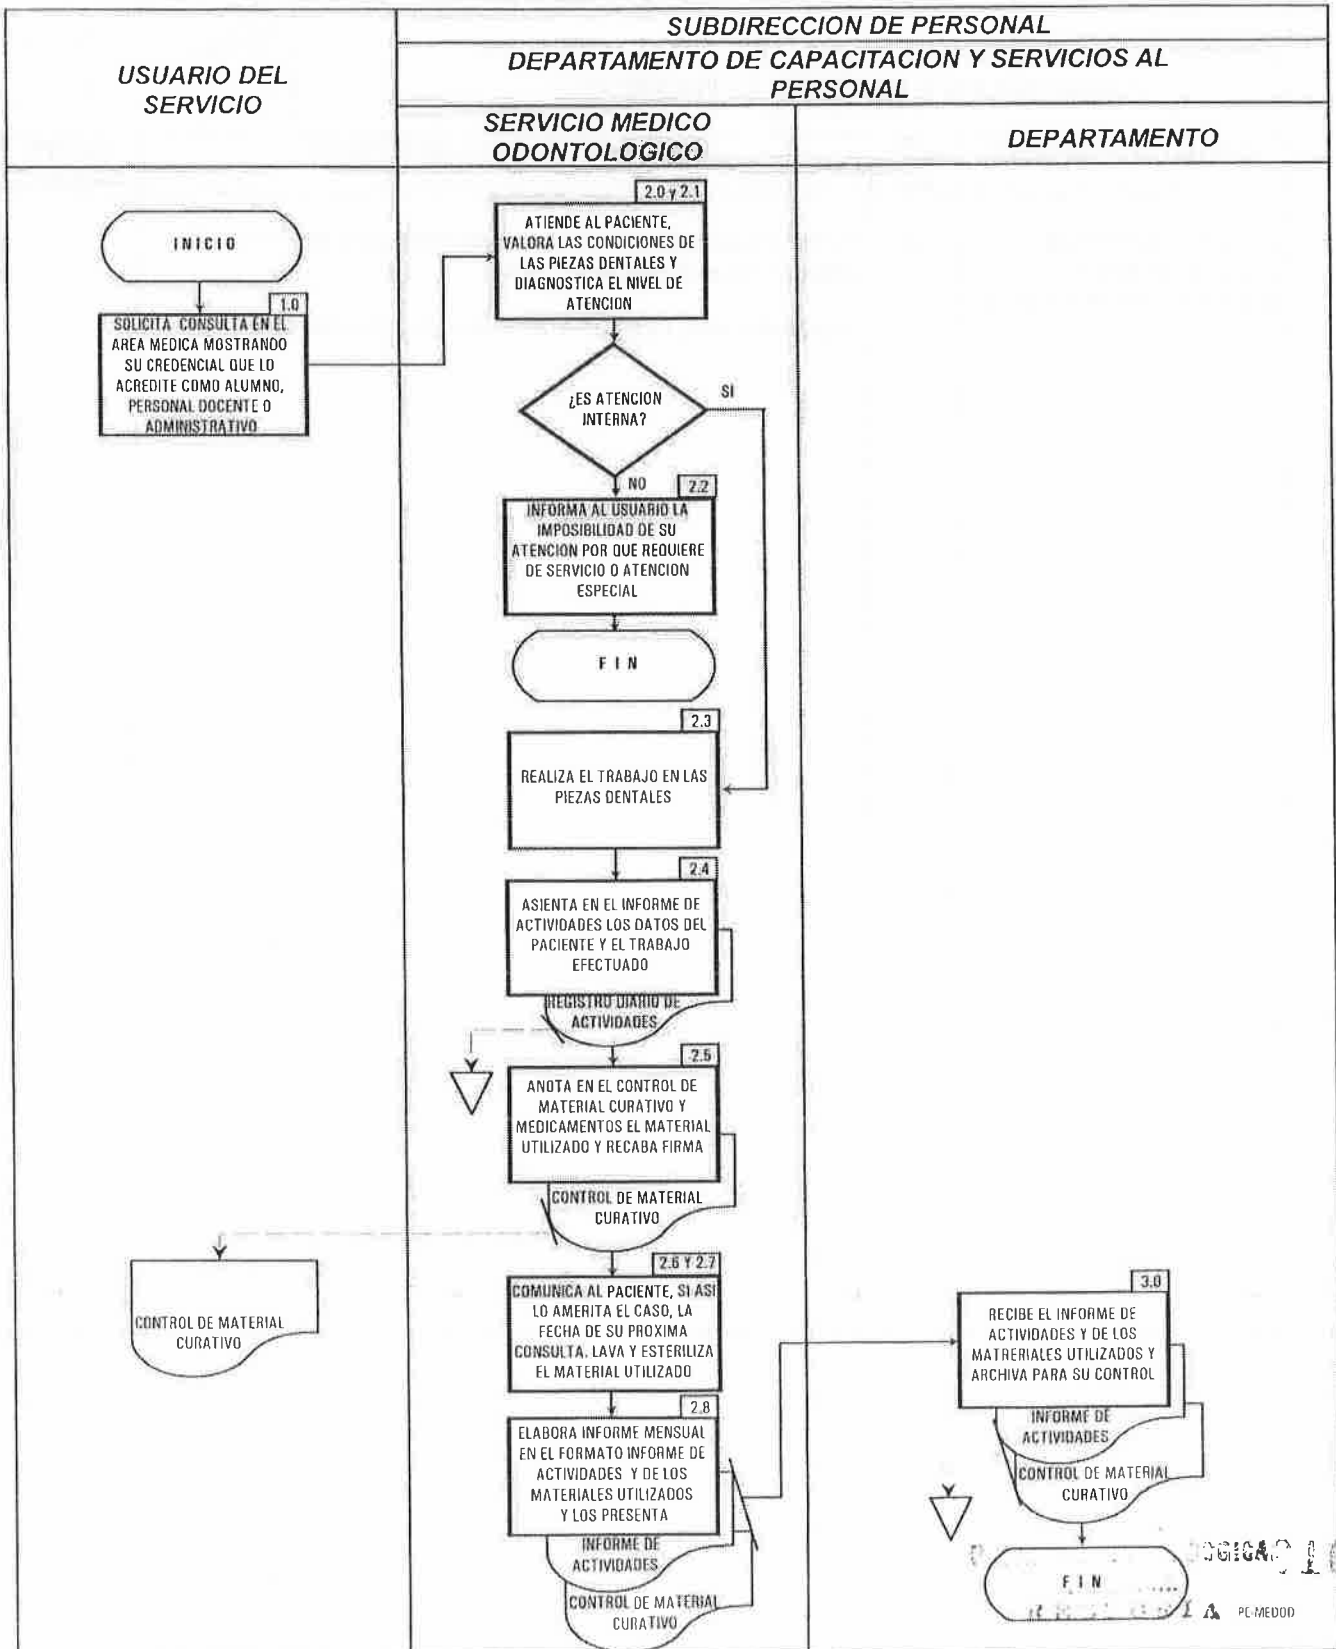 USUARIO DEL
SERVICIO
SUBDIRECCION DE PERSONAL
DEPARTAMENTO DE CAPACITACION Y SERVICIOS AL
PERSONAL
SERVICIO MEDICO
ODONTOLOGICO
DEPARTAMENTO
INICIO
1.0
SOLICITA CONSULTA EN EL
AREA MEDICA MOSTRANDO
SU CREDENCIAL QUE LO
ACREDITE COMO ALUMNO,
PERSONAL DOCENTE O
ADMINISTRATIVO
2.0 y 2.1
ATIENDE AL PACIENTE,
VALORA LAS CONDICIONES DE
LAS PIEZAS DENTALES Y
DIAGNOSTICA EL NIVEL DE
ATENCION
¿ES ATENCION
INTERNA?
SI
NO
2.2
INFORMA AL USUARIO LA
IMPOSIBILIDAD DE SU
ATENCION POR QUE REQUIERE
DE SERVICIO O ATENCION
ESPECIAL
FIN
2.3
REALIZA EL TRABAJO EN LAS
PIEZAS DENTALES
2.4
ASIENTA EN EL INFORME DE
ACTIVIDADES LOS DATOS DEL
PACIENTE Y EL TRABAJO
EFECTUADO
REGISTRO DIARIO DE
ACTIVIDADES
2.5
ANOTA EN EL CONTROL DE
MATERIAL CURATIVO Y
MEDICAMENTOS EL MATERIAL
UTILIZADO Y RECABA FIRMA
CONTROL DE MATERIAL
CURATIVO
CONTROL DE MATERIAL
CURATIVO
2.6 Y 2.7
COMUNICA AL PACIENTE, SI ASI
LO AMERITA EL CASO, LA
FECHA DE SU PROXIMA
CONSULTA. LAVA Y ESTERILIZA
EL MATERIAL UTILIZADO
2.8
ELABORA INFORME MENSUAL
EN EL FORMATO INFORME DE
ACTIVIDADES Y DE LOS
MATERIALES UTILIZADOS
Y LOS PRESENTA
INFORME DE
ACTIVIDADES
CONTROL DE MATERIAL
CURATIVO
3.0
RECIBE EL INFORME DE
ACTIVIDADES Y DE LOS
MATRERIALES UTILIZADOS Y
ARCHIVA PARA SU CONTROL
INFORME DE
ACTIVIDADES
CONTROL DE MATERIAL
CURATIVO
FIN
PC-MEDOD